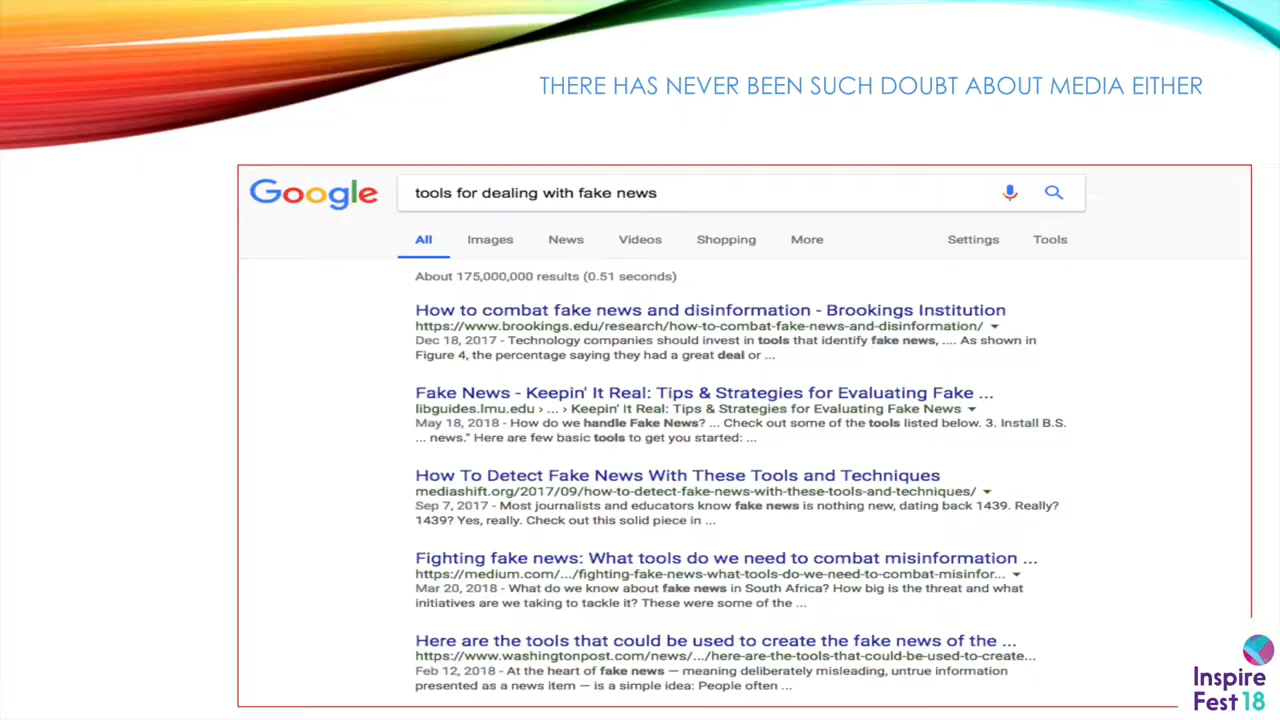 THERE HAS NEVER BEEN SUCH DOUBT ABOUT MEDIA EITHER
Google
tools for dealing with fake news
All Images News Videos Shopping More Settings Tools
About 175,000,000 results (0.51 seconds)
How to combat fake news and disinformation - Brookings Institution
https://www.brookings.edu/research/how-to-combat-fake-news-and-disinformation/
Dec 18, 2017 - Technology companies should invest in tools that identify fake news, .... As shown in
Figure 4, the percentage saying they had a great deal or ...
Fake News - Keepin' It Real: Tips & Strategies for Evaluating Fake ...
libguides.lmu.edu › ... › Keepin' It Real: Tips & Strategies for Evaluating Fake News
May 18, 2018 - How do we handle Fake News? ... Check out some of the tools listed below. 3. Install B.S.
... news." Here are few basic tools to get you started: ...
How To Detect Fake News With These Tools and Techniques
mediashift.org/2017/09/how-to-detect-fake-news-with-these-tools-and-techniques/
Sep 7, 2017 - Most journalists and educators know fake news is nothing new, dating back 1439. Really?
1439? Yes, really. Check out this solid piece in ...
Fighting fake news: What tools do we need to combat misinformation ...
https://medium.com/.../fighting-fake-news-what-tools-do-we-need-to-combat-misinfor...
Mar 20, 2018 - What do we know about fake news in South Africa? How big is the threat and what
initiatives are we taking to tackle it? These were some of the ...
Here are the tools that could be used to create the fake news of the ...
https://www.washingtonpost.com/news/.../here-are-the-tools-that-could-be-used-to-create...
Feb 12, 2018 - At the heart of fake news — meaning deliberately misleading, untrue information
presented as a news item — is a simple idea: People often ...
Inspire
Fest 18